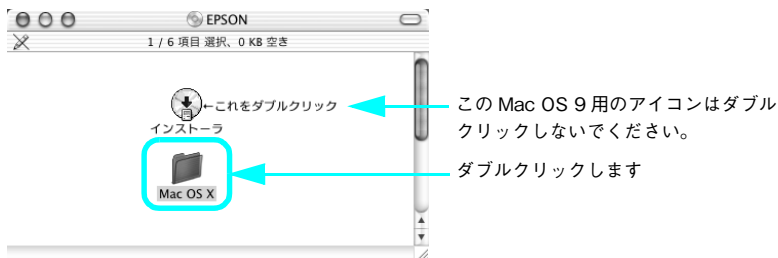 EPSON
1 / 6 項目 選択、0 KB 空き
←これをダブルクリック
インストーラ
Mac OS X
この Mac OS 9 用のアイコンはダブル
クリックしないでください。
ダブルクリックします